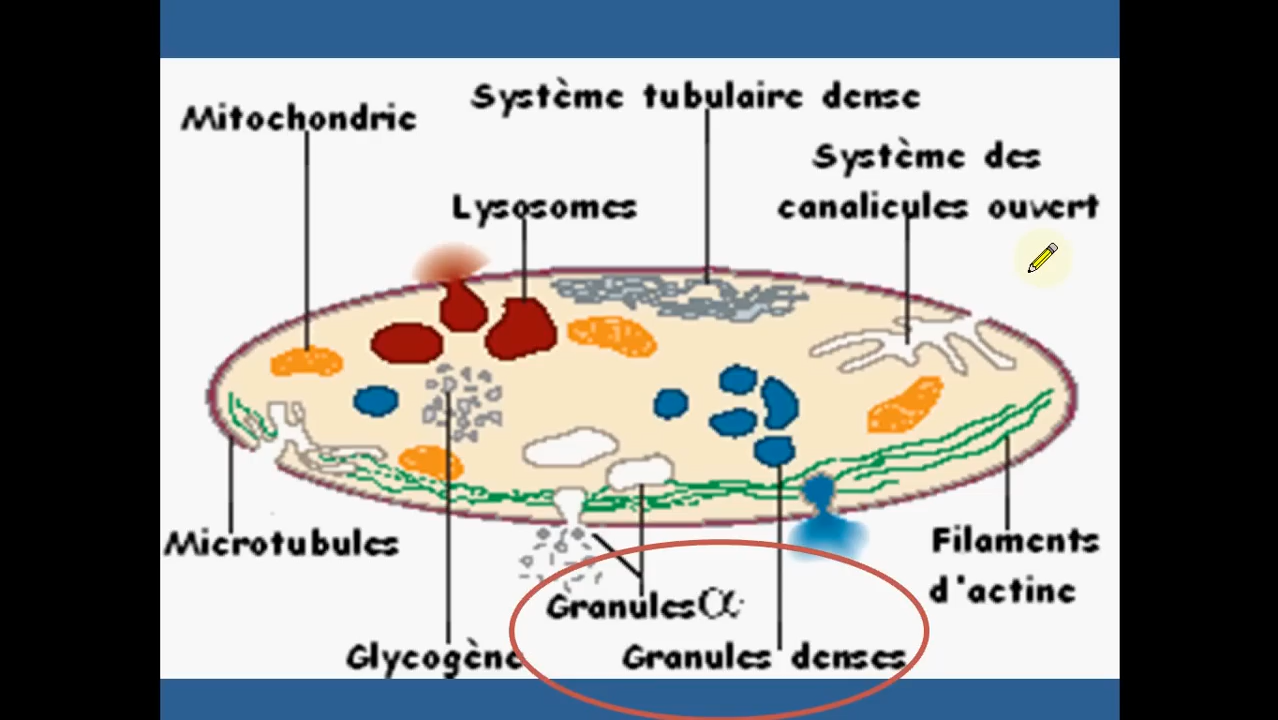 Système tubulaire dense
Mitochondrie
Système des
canalicules ouvert
Lysosomes
Microtubules
Filaments
d'actine
Granules α
Glycogène
Granules denses